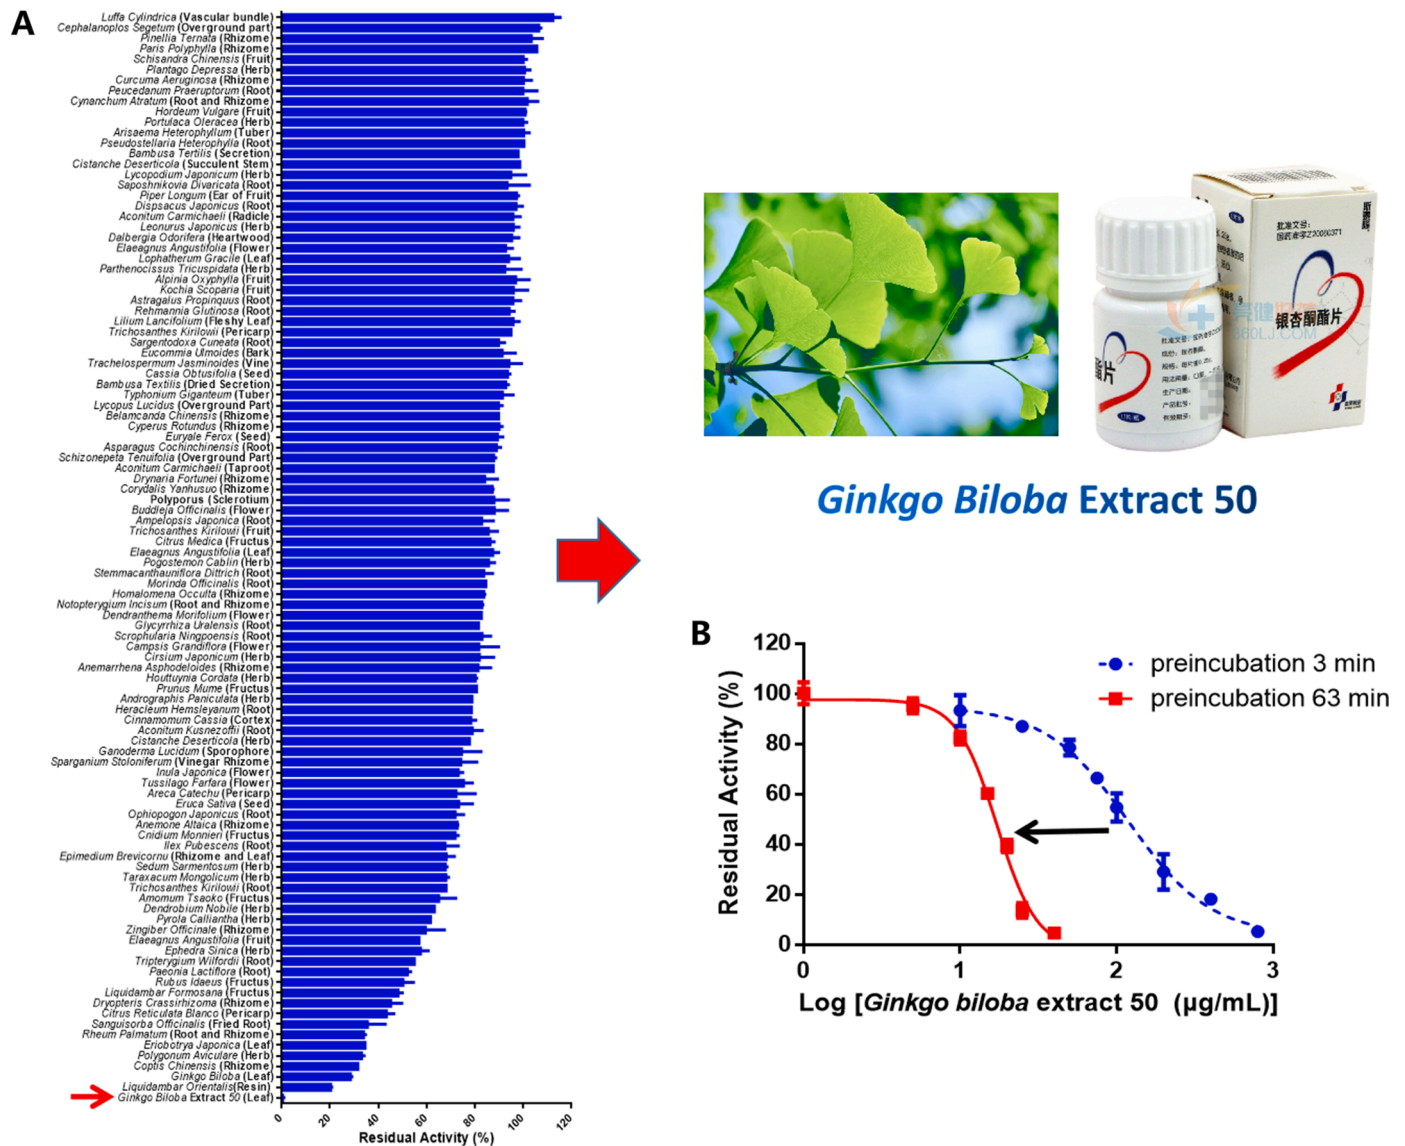 A
Luffa Cylindrica (Vascular bundle)
Cephalanoplos Segetum (Overground part)
Pinellia Ternata (Rhizome)
Paris Polyphylla (Rhizome)
Schisandra Chinensis (Fruit)
Plantago Depressa (Herb)
Curcuma Aeruginosa (Rhizome)
Peucedanum Praeruptorum (Root)
Cynanchum Atratum (Root and Rhizome)
Hordeum Vulgare (Fruit)
Portulaca Oleracea (Herb)
Arisaema Heterophyllum (Tuber)
Pseudostellaria Heterophylla (Root)
Bambusa Tertilis (Secretion)
Cistanche Deserticola (Succulent Stem)
Lycopodium Japonicum (Herb)
Saposhnikovia Divaricata (Root)
Piper Longum (Ear of Fruit)
Dispsacus Japonicus (Root)
Aconitum Carmichaeli (Radicle)
Leonurus Japonicus (Herb)
Dalbergia Odorifera (Heartwood)
Elaeagnus Angustifolia (Flower)
Lophatherum Gracile (Leaf)
Parthenocissus Tricuspidata (Herb)
Alpinia Oxyphylla (Fruit)
Kochia Scoparia (Fruit)
Astragalus Propinquus (Root)
Rehmannia Glutinosa (Root)
Lilium Lancifolium (Fleshy Leaf)
Trichosanthes Kirilowii (Pericarp)
Sargentodoxa Cuneata (Root)
Eucommia Ulmoides (Bark)
Trachelospermum Jasminoides (Vine)
Cassia Obtusifolia (Seed)
Bambusa Textilis (Dried Secretion)
Typhonium Giganteum (Tuber)
Lycopus Lucidus (Overground Part)
Belamcanda Chinensis (Rhizome)
Cyperus Rotundus (Rhizome)
Euryale Ferox (Seed)
Asparagus Cochinchinensis (Root)
Schizonepeta Tenuifolia (Overground Part)
Aconitum Carmichaeli (Taproot)
Drynaria Fortunei (Rhizome)
Corydalis Yanhusuo (Rhizome)
Polyporus (Sclerotium)
Buddleja Officinalis (Flower)
Ampelopsis Japonica (Root)
Trichosanthes Kirilowii (Fruit)
Citrus Medica (Fructus)
Elaeagnus Angustifolia (Leaf)
Pogostemon Cablin (Herb)
Stemmacanthauniflora Dittrich (Root)
Morinda Officinalis (Root)
Homalomena Occulta (Rhizome)
Notopterygium Incisum (Root and Rhizome)
Dendranthema Morifolium (Flower)
Glycyrrhiza Uralensis (Root)
Scrophularia Ningpoensis (Root)
Campsis Grandiflora (Flower)
Cirsium Japonicum (Herb)
Anemarrhena Asphodeloides (Rhizome)
Houttuynia Cordata (Herb)
Prunus Mume (Fructus)
Andrographis Paniculata (Herb)
Heracleum Hemsleyanum (Root)
Cinnamomum Cassia (Cortex)
Aconitum Kusnezoffii (Root)
Cistanche Deserticola (Herb)
Ganoderma Lucidum (Sporophore)
Sparganium Stoloniferum (Vinegar Rhizome)
Inula Japonica (Flower)
Tussilago Farfara (Flower)
Areca Catechu (Pericarp)
Eruca Sativa (Seed)
Ophiopogon Japonicus (Root)
Anemone Altaica (Rhizome)
Cnidium Monnieri (Fructus)
Ilex Pubescens (Root)
Epimedium Brevicornu (Rhizome and Leaf)
Sedum Sarmentosum (Herb)
Taraxacum Mongolicum (Herb)
Trichosanthes Kirilowii (Root)
Amomum Tsaoko (Fructus)
Dendrobium Nobile (Herb)
Pyrola Calliantha (Herb)
Zingiber Officinale (Rhizome)
Elaeagnus Angustifolia (Fruit)
Ephedra Sinica (Herb)
Tripterygium Wilfordii (Root)
Paeonia Lactiflora (Root)
Rubus Idaeus (Fructus)
Liquidambar Formosana (Fructus)
Dryopteris Crassirhizoma (Rhizome)
Citrus Reticulata Blanco (Pericarp)
Sanguisorba Officinalis (Fried Root)
Rheum Palmatum (Root and Rhizome)
Eriobotrya Japonica (Leaf)
Polygonum Aviculare (Herb)
Coptis Chinensis (Rhizome)
Ginkgo Biloba (Leaf)
Liquidambar Orientalis(Resin)
Ginkgo Biloba Extract 50 (Leaf)
0 20 40 60 80 100 120
Residual Activity (%)
批准文号:
国药准字Z20080371
银杏酮酯片
360LJ.COM
酯片
Ginkgo Biloba Extract 50
B
120
100
80
60
40
20
0
Residual Activity (%)
preincubation 3 min
preincubation 63 min
0 1 2 3
Log [Ginkgo biloba extract 50 (μg/mL)]